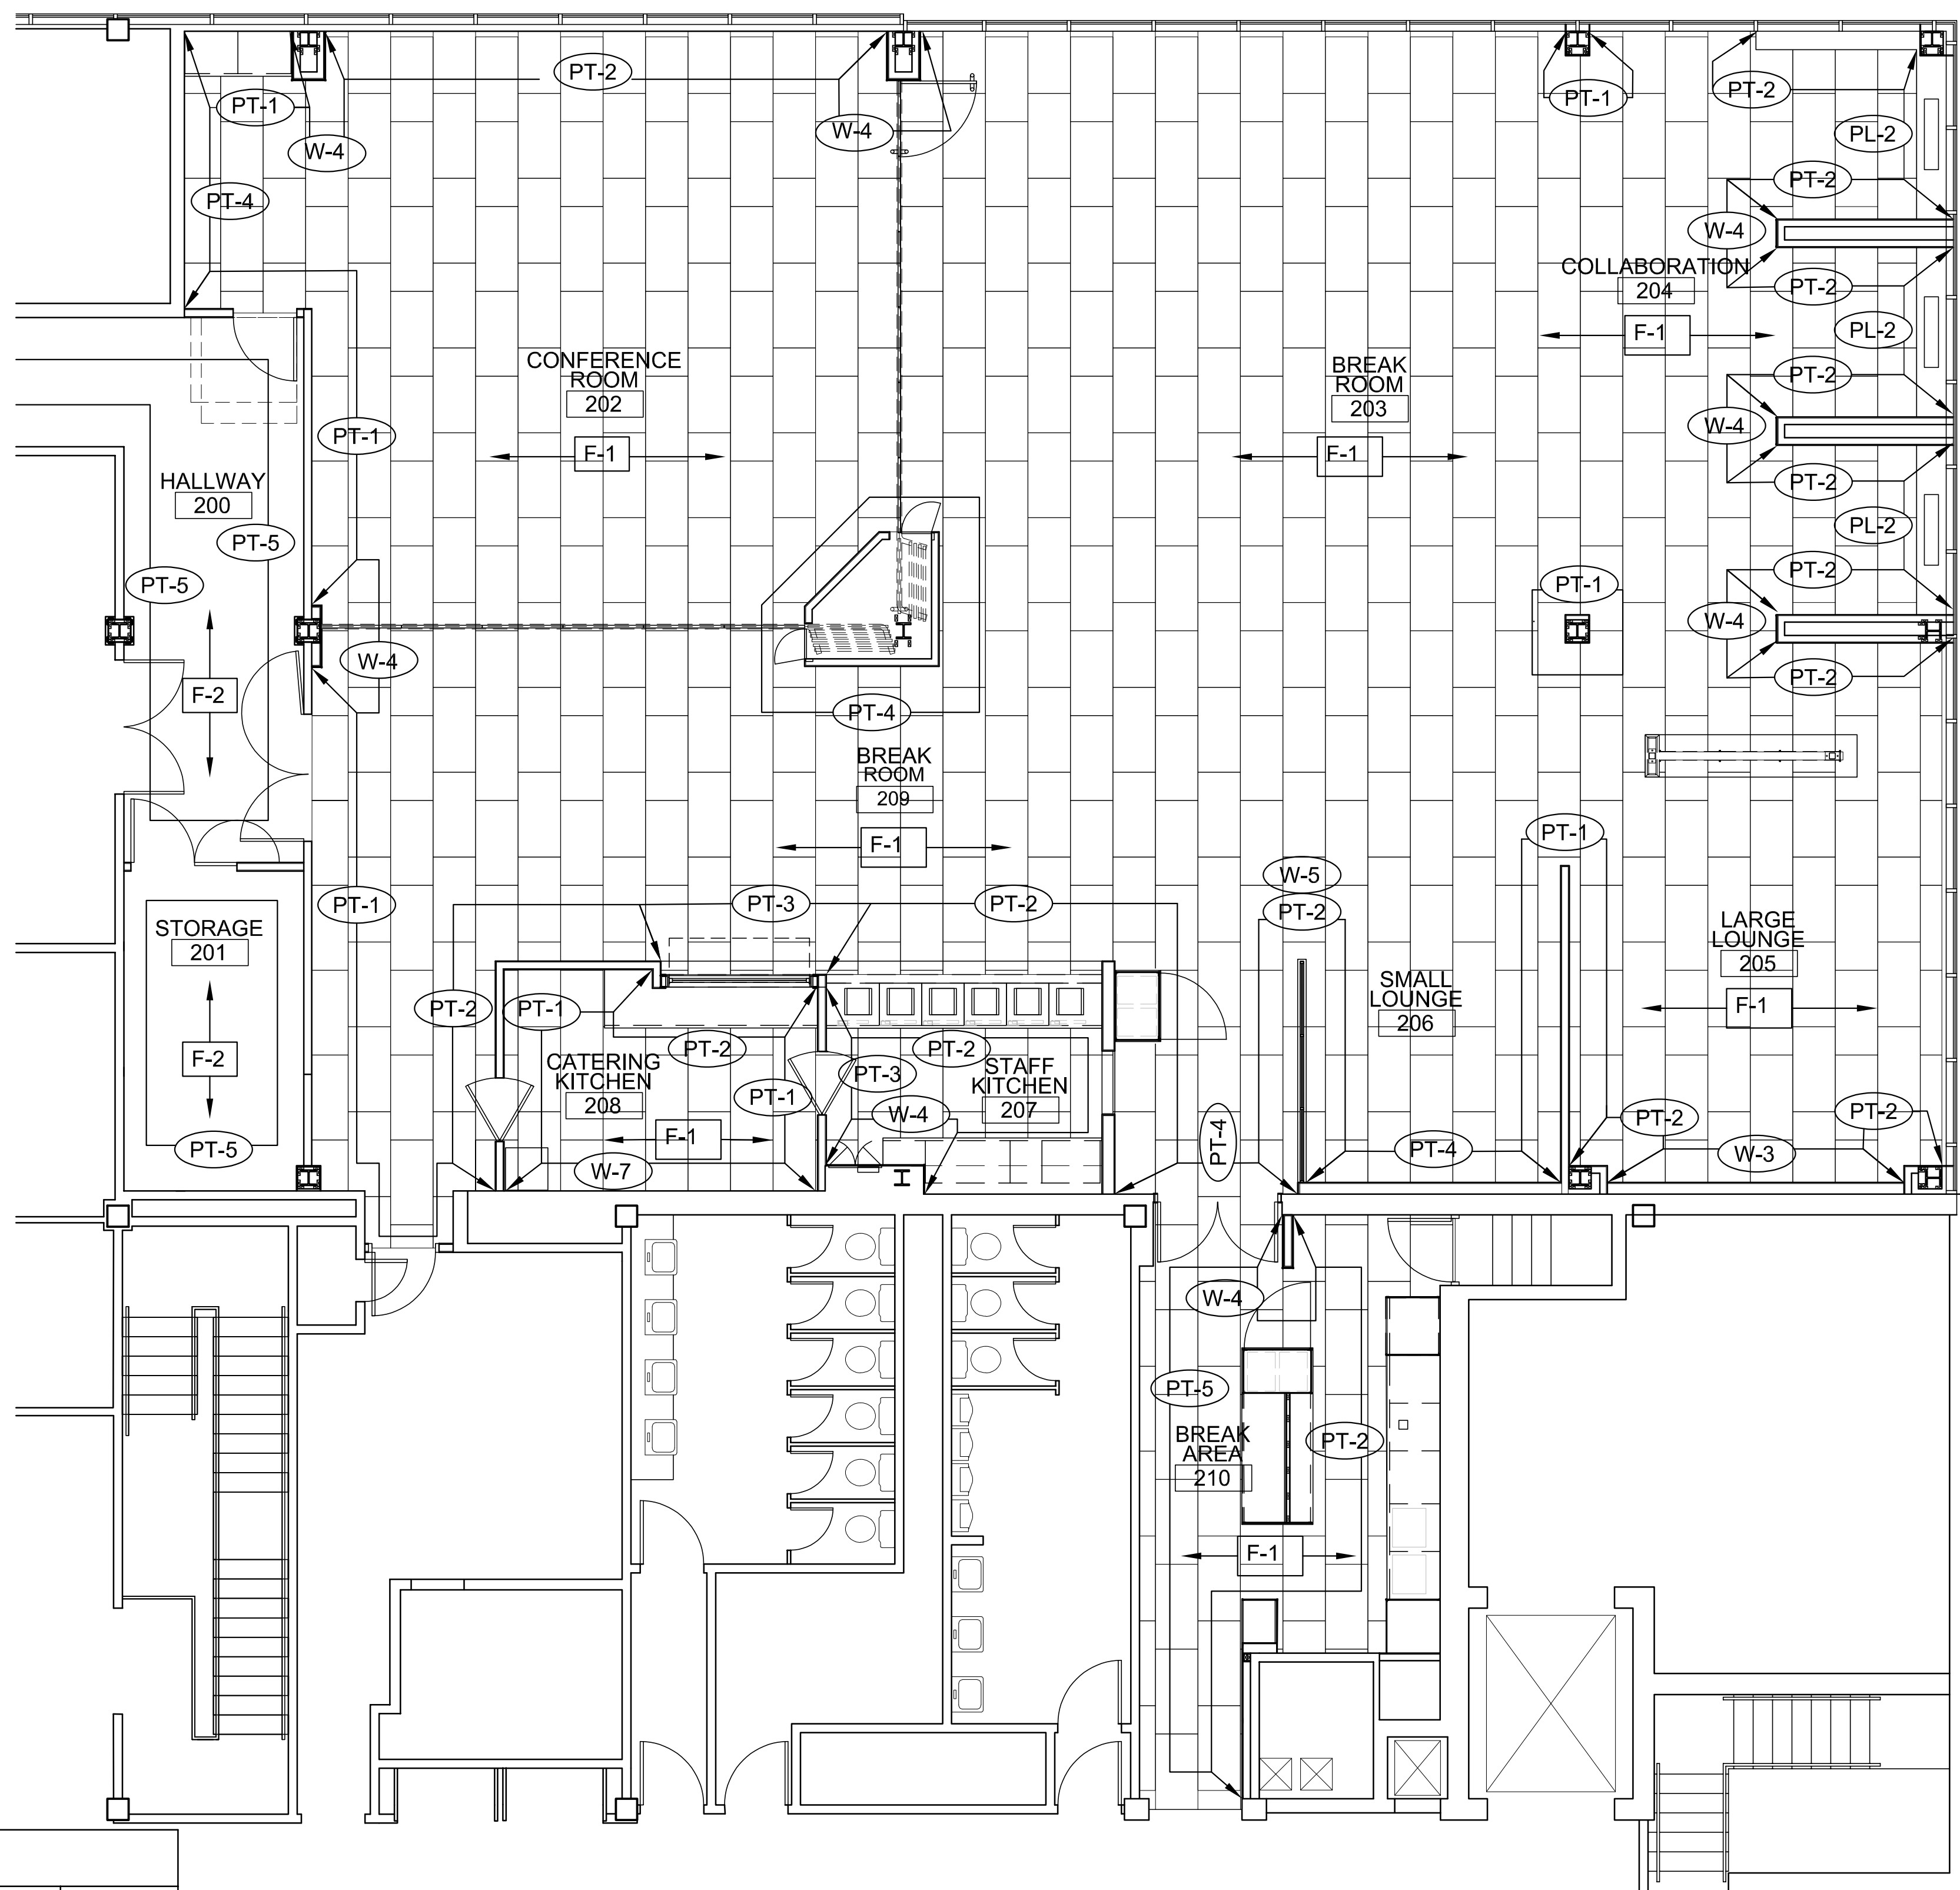 PT-2
PT-1
W-4
W-4
PT-1
PT-2
PL-2
PT-4
PT-2
W-4
COLLABORATION
204
PT-2
F-1
PL-2
CONFERENCE
ROOM
202
BREAK
ROOM
203
PT-2
PT-1
W-4
F-1
F-1
HALLWAY
200
PT-2
PL-2
PT-5
PT-5
PT-2
PT-1
W-4
W-4
PT-2
F-2
PT-4
BREAK
ROOM
209
F-1
PT-1
W-5
PT-1
PT-3
PT-2
PT-2
STORAGE
201
LARGE
LOUNGE
205
SMALL
LOUNGE
206
F-1
PT-2
PT-1
F-2
PT-2
PT-2
CATERING
KITCHEN
208
PT-3
STAFF
KITCHEN
207
PT-1
W-4
PT-2
PT-2
F-1
PT-5
W-7
PT-4
PT-4
W-3
W-4
PT-5
BREAK
AREA
210
PT-2
F-1